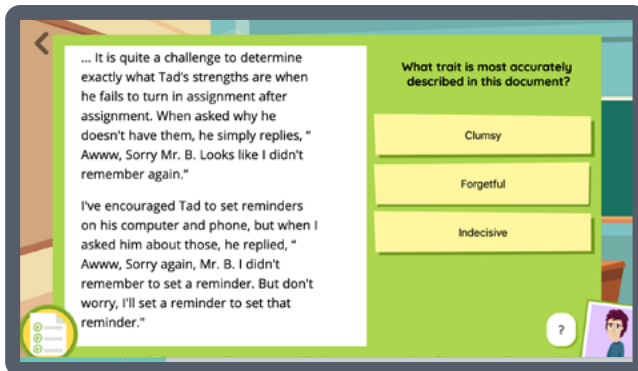 ... It is quite a challenge to determine
exactly what Tad's strengths are when
he fails to turn in assignment after
assignment. When asked why he
doesn't have them, he simply replies, "
Awww, Sorry Mr. B. Looks like I didn't
remember again."
I've encouraged Tad to set reminders
on his computer and phone, but when I
asked him about those, he replied, "
Awww, Sorry again, Mr. B. I didn't
remember to set a reminder. But don't
worry, I'll set a reminder to set that
reminder."
What trait is most accurately
described in this document?
Clumsy
Forgetful
Indecisive
?